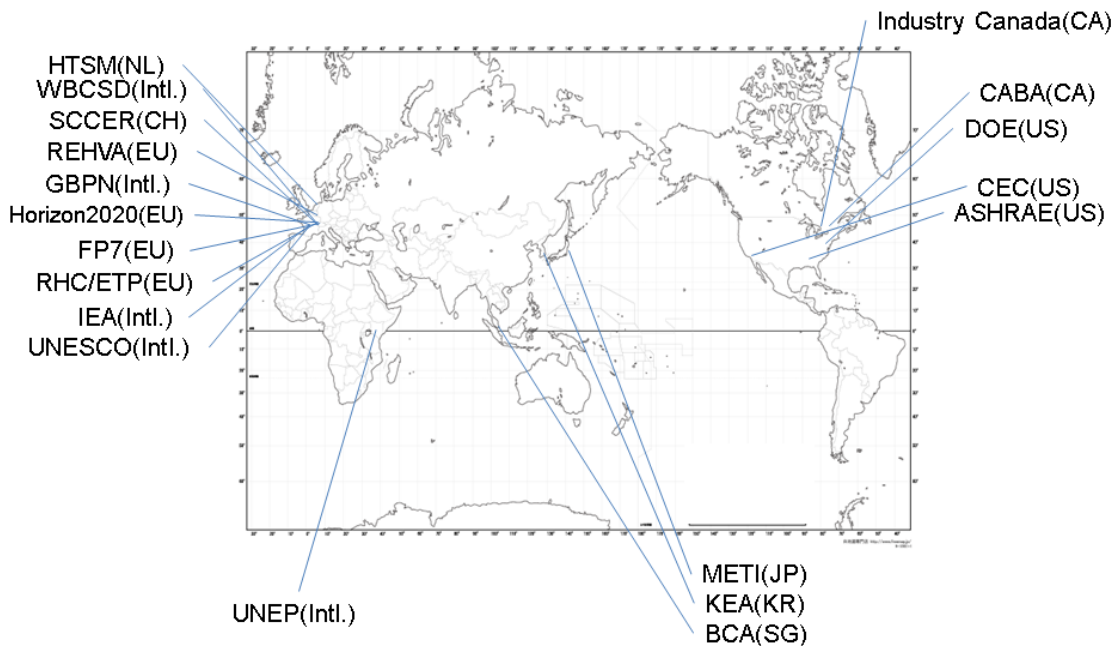 Industry Canada(CA)
HTSM(NL)
WBCSD(Intl.)
SCCER(CH)
REHVA(EU)
GBPN(Intl.)
Horizon2020(EU)
FP7(EU)
RHC/ETP(EU)
IEA(Intl.)
UNESCO(Intl.)
CABA(CA)
DOE(US)
CEC(US)
ASHRAE(US)
UNEP(Intl.)
METI(JP)
KEA(KR)
BCA(SG)